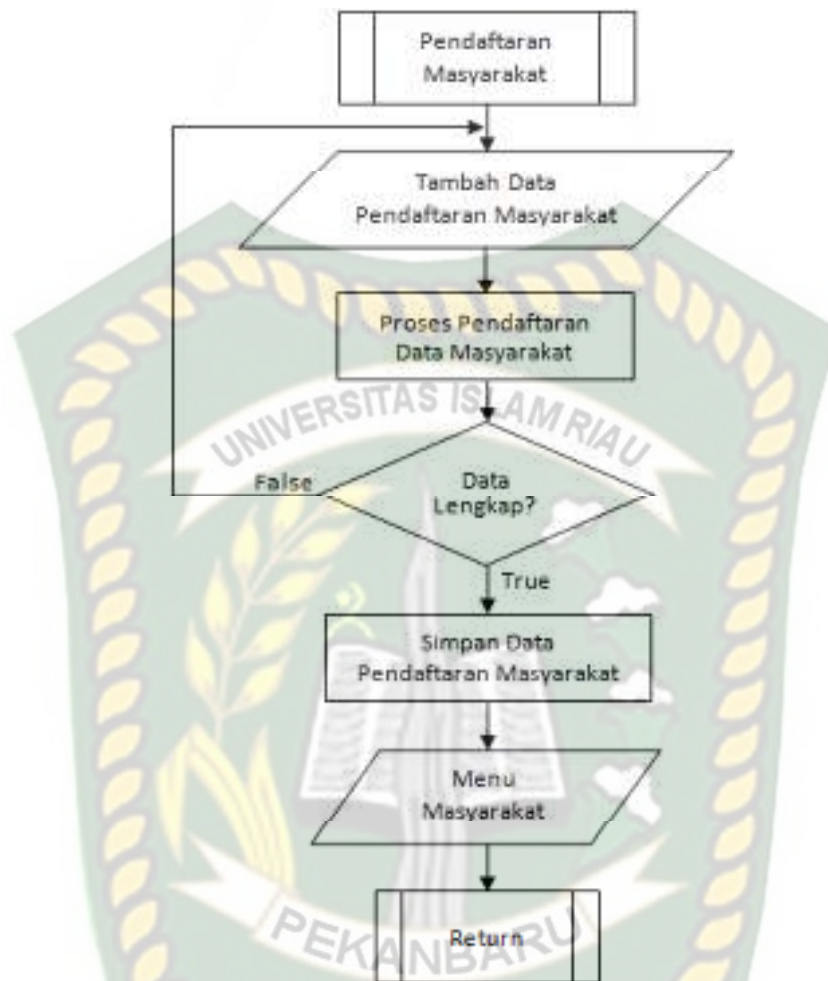 Pendaftaran
Masyarakat
Tambah Data
Pendaftaran Masyarakat
Proses Pendaftaran
Data Masyarakat
UNIVERSITAS ISLAM RIAU
False
Data
Lengkap?
True
Simpan Data
Pendaftaran Masyarakat
Menu
Masyarakat
PEKANBARU
Return